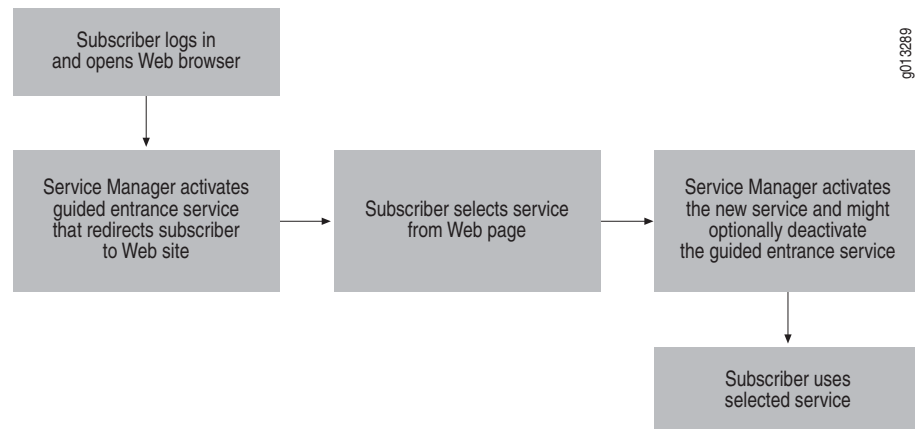 Subscriber logs in
and opens Web browser
g013289
Service Manager activates
guided entrance service
that redirects subscriber
to Web site
Subscriber selects service
from Web page
Service Manager activates
the new service and might
optionally deactivate
the guided entrance service
Subscriber uses
selected service